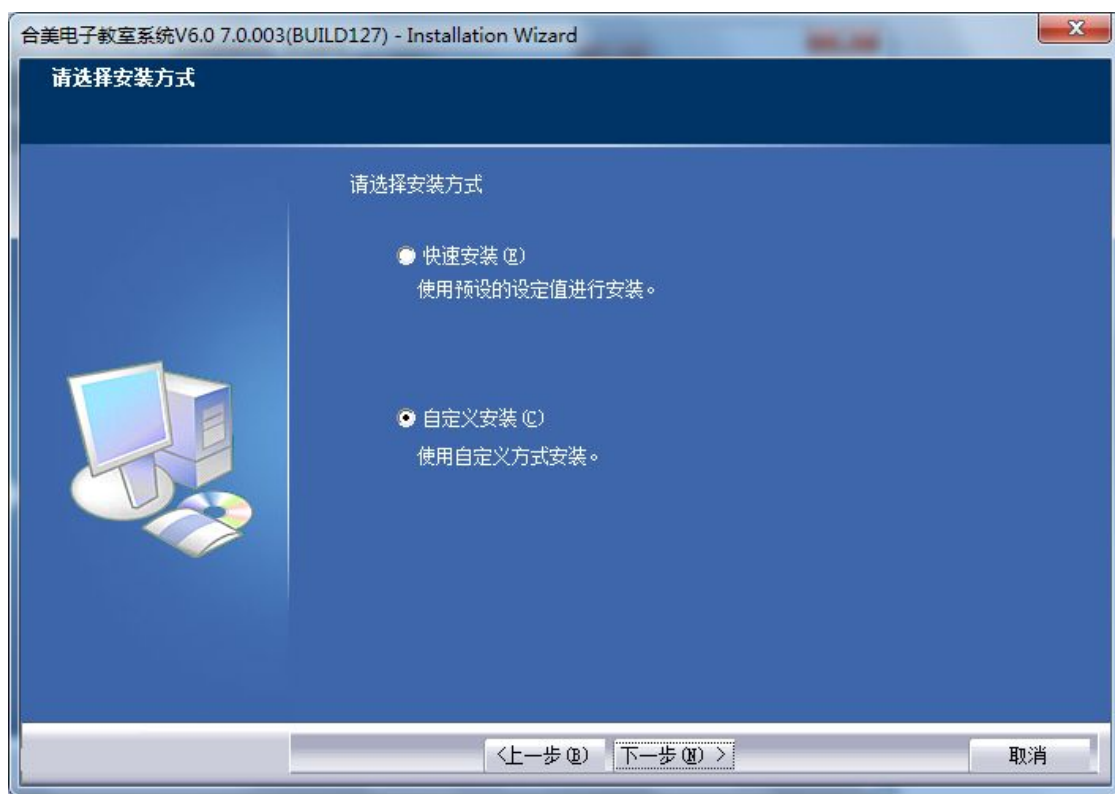 合美电子教室系统V6.0 7.0.003(BUILD127) - Installation Wizard
请选择安装方式
请选择安装方式
快速安装(E)
使用预设的设定值进行安装。
自定义安装(C)
使用自定义方式安装。
<上一步(B) 下一步(N) > 取消